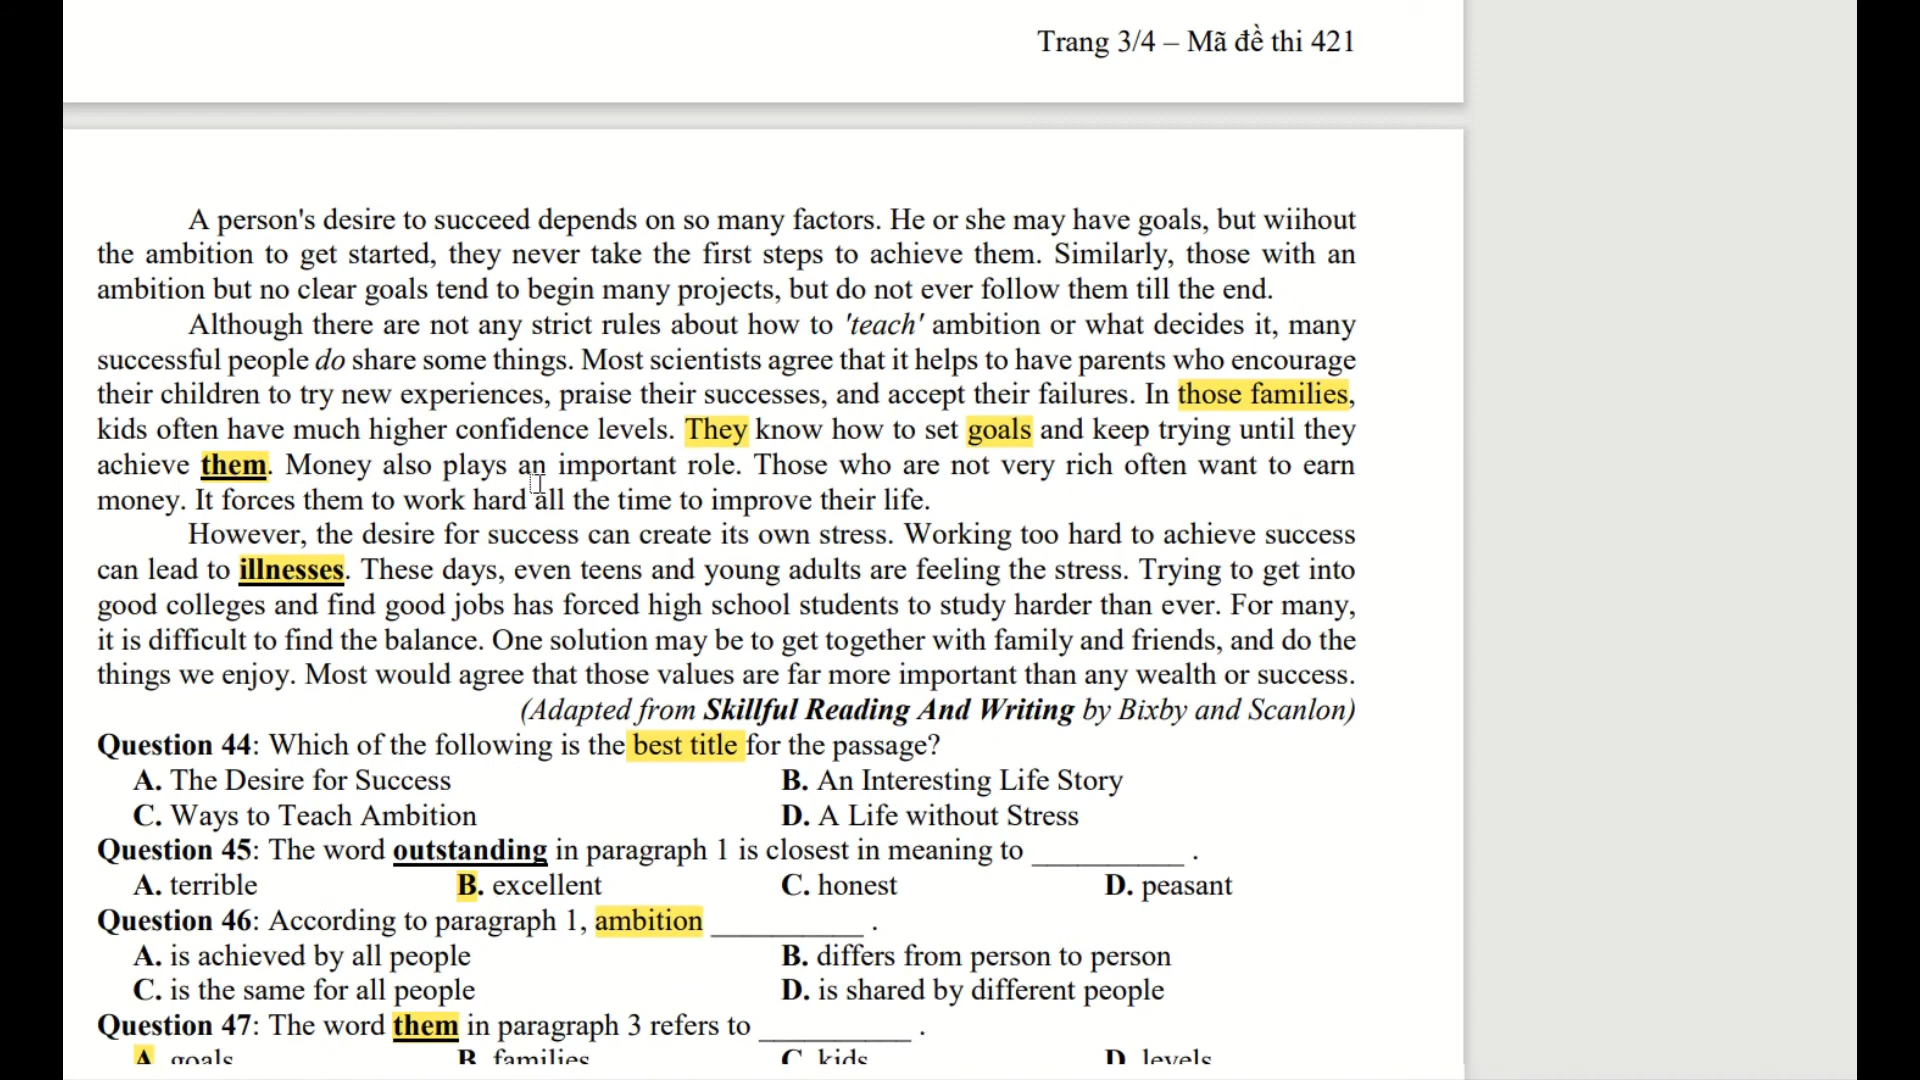 Trang 3/4 – Mã đề thi 421
A person's desire to succeed depends on so many factors. He or she may have goals, but wiihout
the ambition to get started, they never take the first steps to achieve them. Similarly, those with an
ambition but no clear goals tend to begin many projects, but do not ever follow them till the end.
Although there are not any strict rules about how to 'teach' ambition or what decides it, many
successful people do share some things. Most scientists agree that it helps to have parents who encourage
their children to try new experiences, praise their successes, and accept their failures. In those families,
kids often have much higher confidence levels. They know how to set goals and keep trying until they
achieve them. Money also plays an important role. Those who are not very rich often want to earn
money. It forces them to work hard all the time to improve their life.
However, the desire for success can create its own stress. Working too hard to achieve success
can lead to illnesses. These days, even teens and young adults are feeling the stress. Trying to get into
good colleges and find good jobs has forced high school students to study harder than ever. For many,
it is difficult to find the balance. One solution may be to get together with family and friends, and do the
things we enjoy. Most would agree that those values are far more important than any wealth or success.
(Adapted from Skillful Reading And Writing by Bixby and Scanlon)
Question 44: Which of the following is the best title for the passage?
A. The Desire for Success B. An Interesting Life Story
C. Ways to Teach Ambition D. A Life without Stress
Question 45: The word outstanding in paragraph 1 is closest in meaning to __________ .
A. terrible B. excellent C. honest D. peasant
Question 46: According to paragraph 1, ambition __________ .
A. is achieved by all people B. differs from person to person
C. is the same for all people D. is shared by different people
Question 47: The word them in paragraph 3 refers to __________ .
A. goals B. families C. kids D. levels